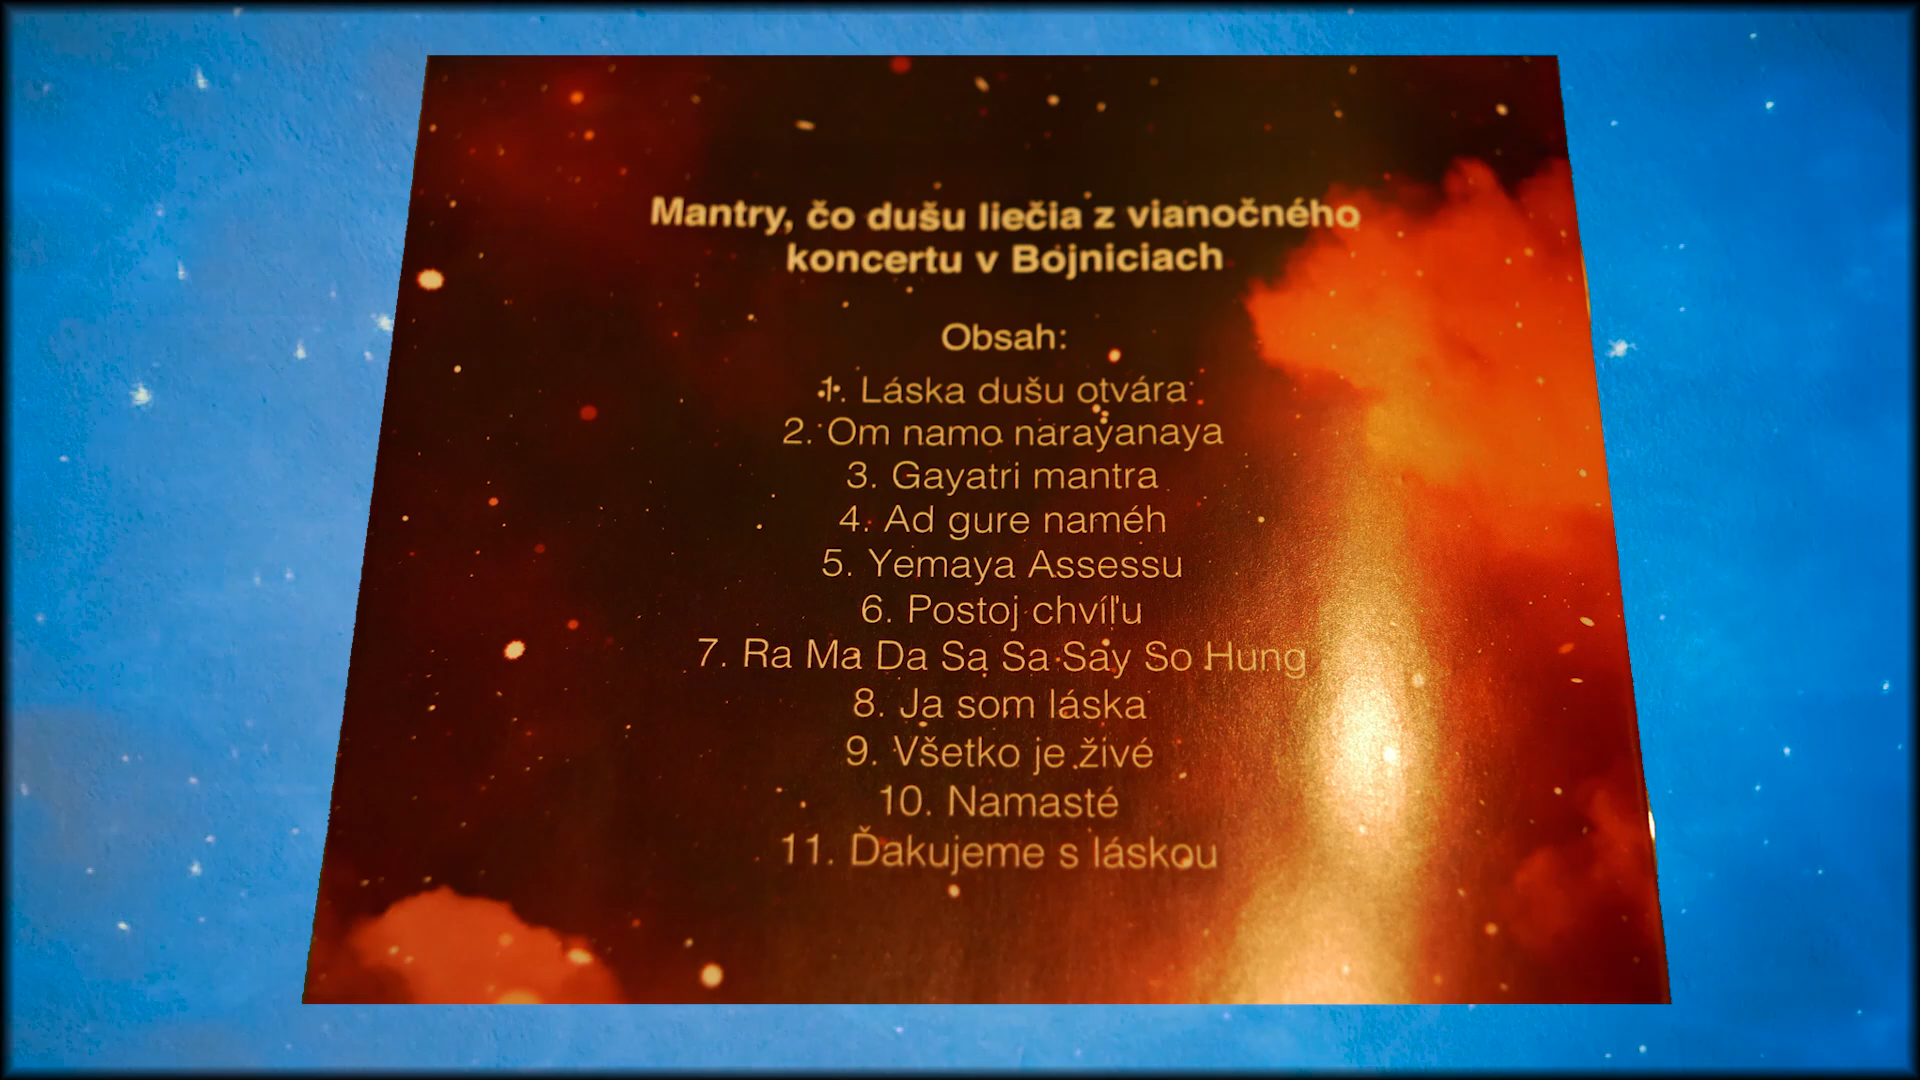 Mantry, čo dušu liečia z vianočného
koncertu v Bojniciach
Obsah:
1. Láska dušu otvára
2. Om namo narayanaya
3. Gayatri mantra
4. Ad gure naméh
5. Yemaya Assessu
6. Postoj chvíľu
7. Ra Ma Da Sa Sa Say So Hung
8. Ja som láska
9. Všetko je živé
10. Namasté
11. Ďakujeme s láskou